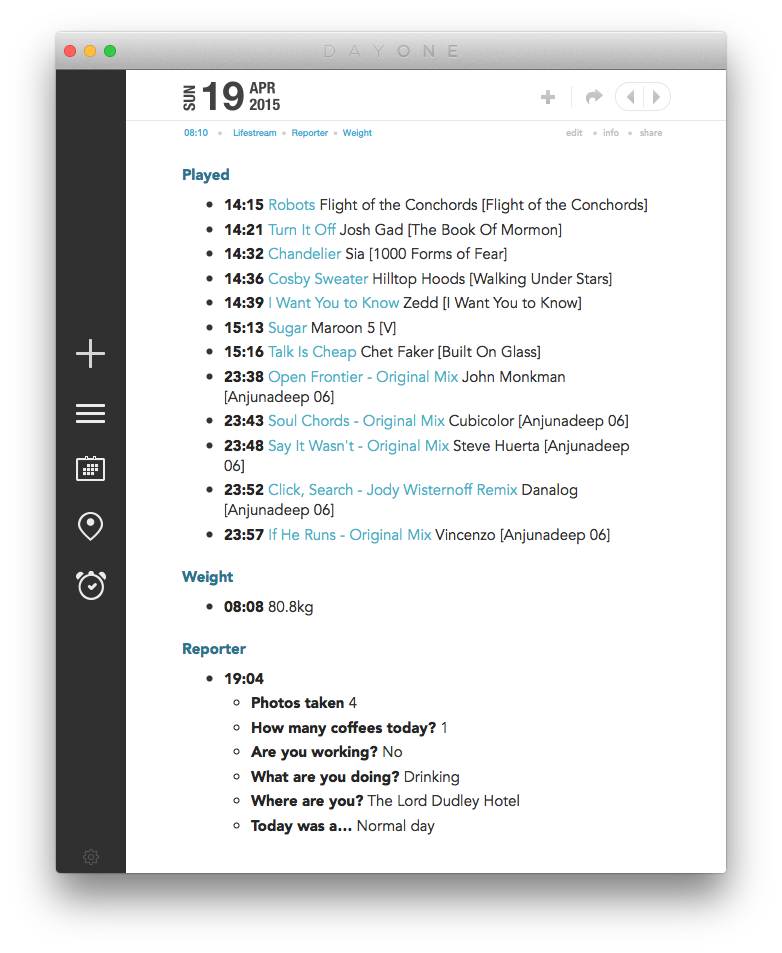 DAYONE
SUN 19 APR 2015
08:10 • Lifestream • Reporter • Weight edit • info • share
Played
• 14:15 Robots Flight of the Conchords [Flight of the Conchords]
• 14:21 Turn It Off Josh Gad [The Book Of Mormon]
• 14:32 Chandelier Sia [1000 Forms of Fear]
• 14:36 Cosby Sweater Hilltop Hoods [Walking Under Stars]
• 14:39 I Want You to Know Zedd [I Want You to Know]
• 15:13 Sugar Maroon 5 [V]
• 15:16 Talk Is Cheap Chet Faker [Built On Glass]
• 23:38 Open Frontier - Original Mix John Monkman
[Anjunadeep 06]
• 23:43 Soul Chords - Original Mix Cubicolor [Anjunadeep 06]
• 23:48 Say It Wasn't - Original Mix Steve Huerta [Anjunadeep
06]
• 23:52 Click, Search - Jody Wisternoff Remix Danalog
[Anjunadeep 06]
• 23:57 If He Runs - Original Mix Vincenzo [Anjunadeep 06]
Weight
• 08:08 80.8kg
Reporter
• 19:04
◦ Photos taken 4
◦ How many coffees today? 1
◦ Are you working? No
◦ What are you doing? Drinking
◦ Where are you? The Lord Dudley Hotel
◦ Today was a... Normal day